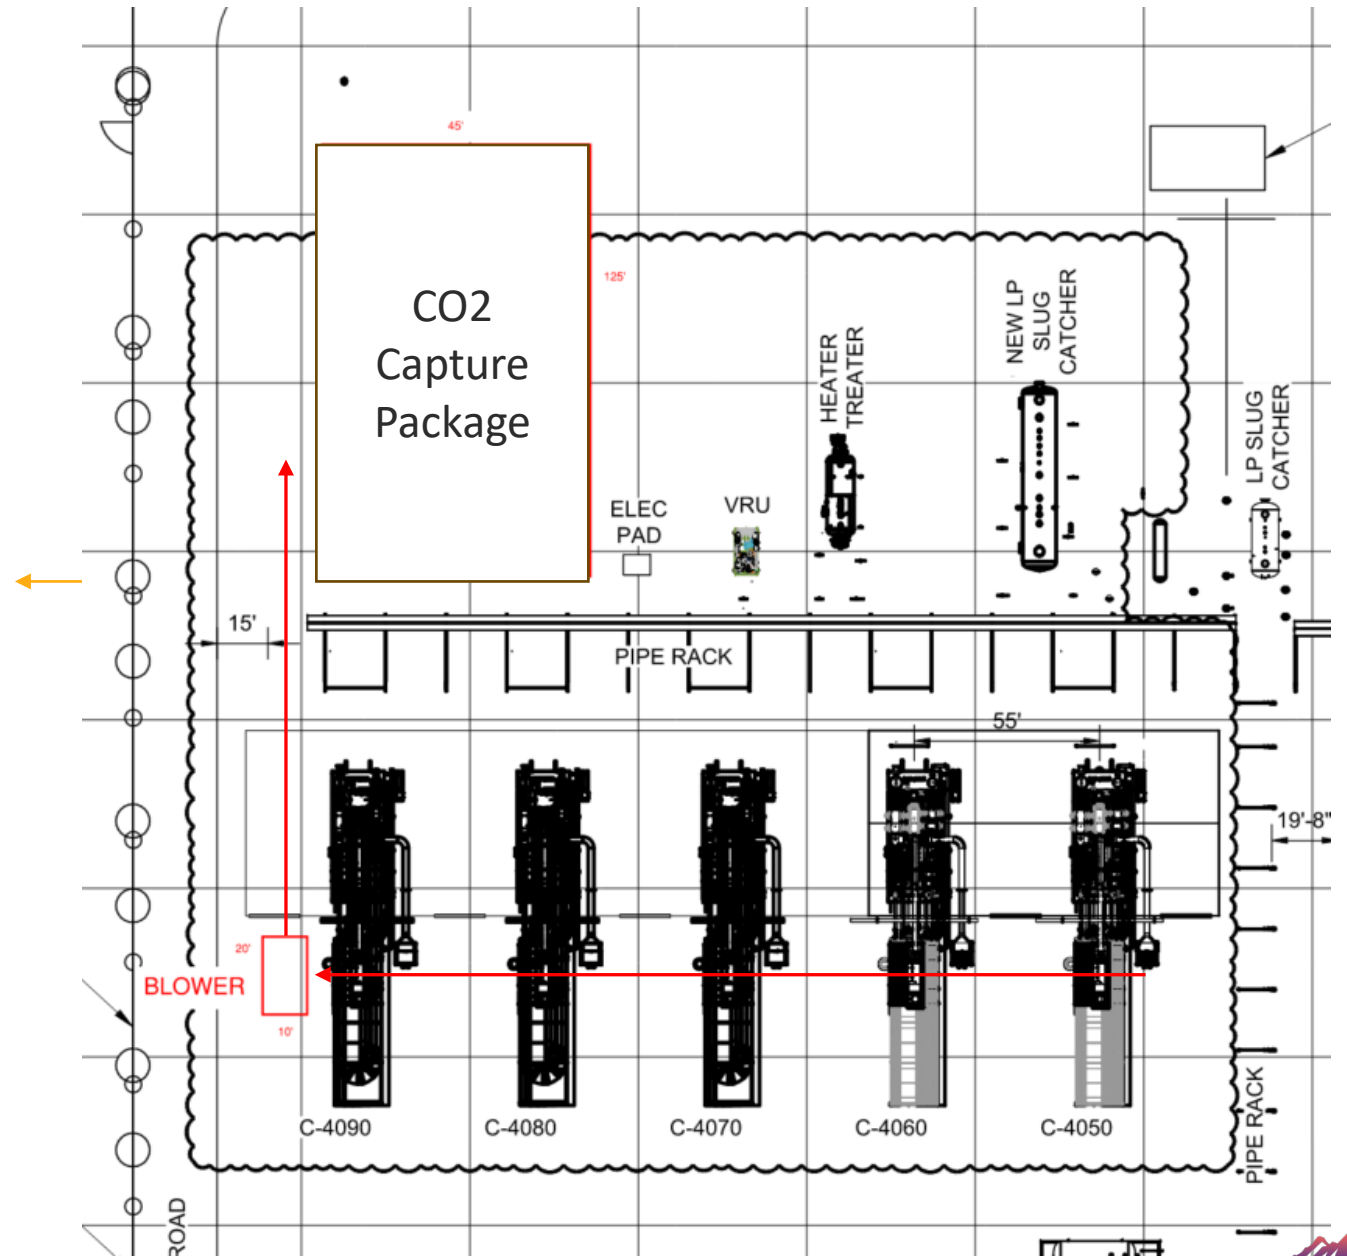 45'
CO2
Capture
Package
125'
NEW LP
SLUG
CATCHER
HEATER
TREATER
LP SLUG
CATCHER
ELEC
PAD
VRU
15'
PIPE RACK
55'
19'-8"
20'
BLOWER
10'
C-4090
C-4080
C-4070
C-4060
C-4050
PIPE RACK
ROAD